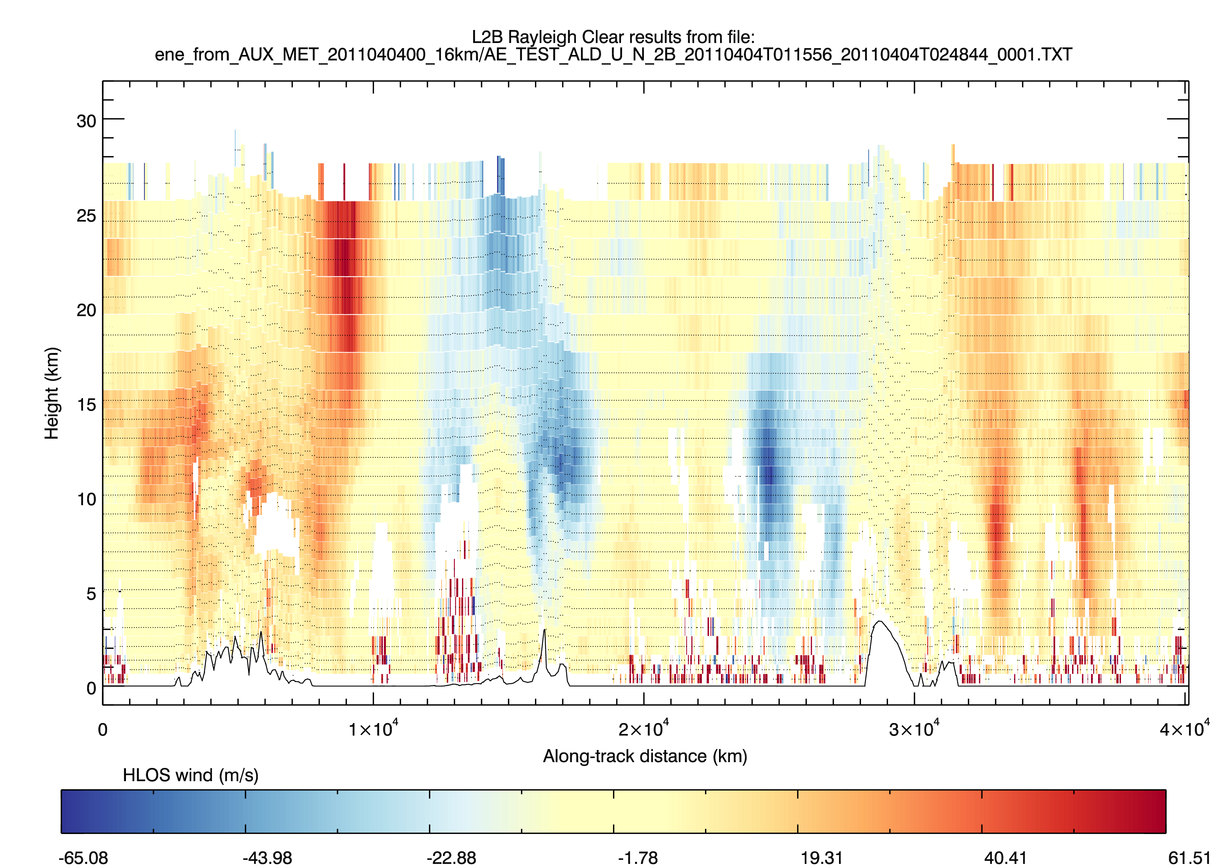 L2B Rayleigh Clear results from file:
ene_from_AUX_MET_2011040400_16km/AE_TEST_ALD_U_N_2B_20110404T011556_20110404T024844_0001.TXT
30
25
20
15
10
5
0
Height (km)
0 1×10⁴ 2×10⁴ 3×10⁴ 4×10⁴
Along-track distance (km)
HLOS wind (m/s)
-65.08 -43.98 -22.88 -1.78 19.31 40.41 61.51